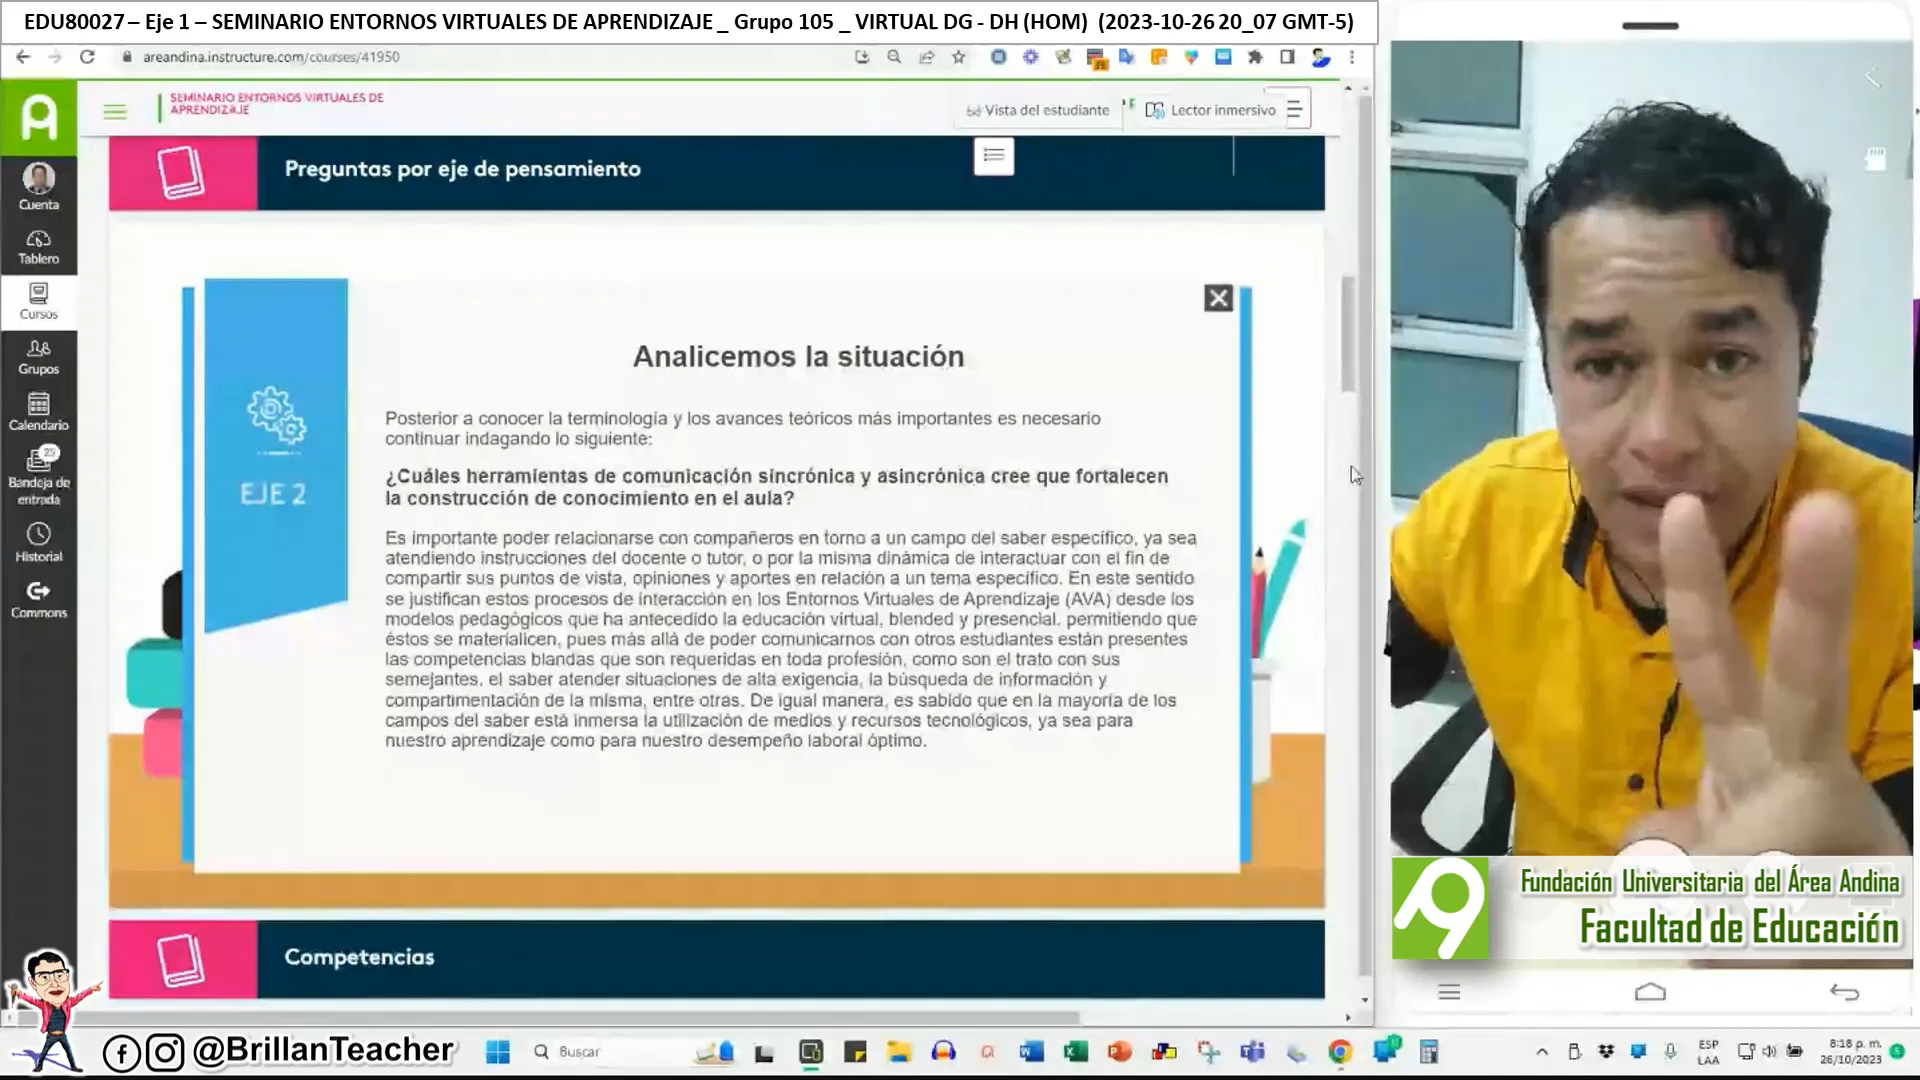 EDU80027 – Eje 1 – SEMINARIO ENTORNOS VIRTUALES DE APRENDIZAJE _ Grupo 105 _ VIRTUAL DG - DH (HOM) (2023-10-26 20_07 GMT-5)
areandina.instructure.com/courses/41950
SEMINARIO ENTORNOS VIRTUALES DE
APRENDIZAJE
Vista del estudiante
Lector inmersivo
Cuenta
Tablero
Cursos
Grupos
Calendario
25
Bandeja de
entrada
Historial
Commons
Preguntas por eje de pensamiento
EJE 2
Analicemos la situación
Posterior a conocer la terminología y los avances teóricos más importantes es necesario
continuar indagando lo siguiente:
¿Cuáles herramientas de comunicación sincrónica y asincrónica cree que fortalecen
la construcción de conocimiento en el aula?
Es importante poder relacionarse con compañeros en torno a un campo del saber específico, ya sea
atendiendo instrucciones del docente o tutor, o por la misma dinámica de interactuar con el fin de
compartir sus puntos de vista, opiniones y aportes en relación a un tema específico. En este sentido
se justifican estos procesos de interacción en los Entornos Virtuales de Aprendizaje (AVA) desde los
modelos pedagógicos que ha antecedido la educación virtual, blended y presencial. permitiendo que
éstos se materialicen, pues más allá de poder comunicarnos con otros estudiantes están presentes
las competencias blandas que son requeridas en toda profesión, como son el trato con sus
semejantes, el saber atender situaciones de alta exigencia, la búsqueda de información y
compartimentación de la misma, entre otras. De igual manera, es sabido que en la mayoría de los
campos del saber está inmersa la utilización de medios y recursos tecnológicos, ya sea para
nuestro aprendizaje como para nuestro desempeño laboral óptimo.
Competencias
Fundación Universitaria del Área Andina
Facultad de Educación
@BrillanTeacher
Buscar
ESP
LAA
8:18 p. m.
26/10/2023